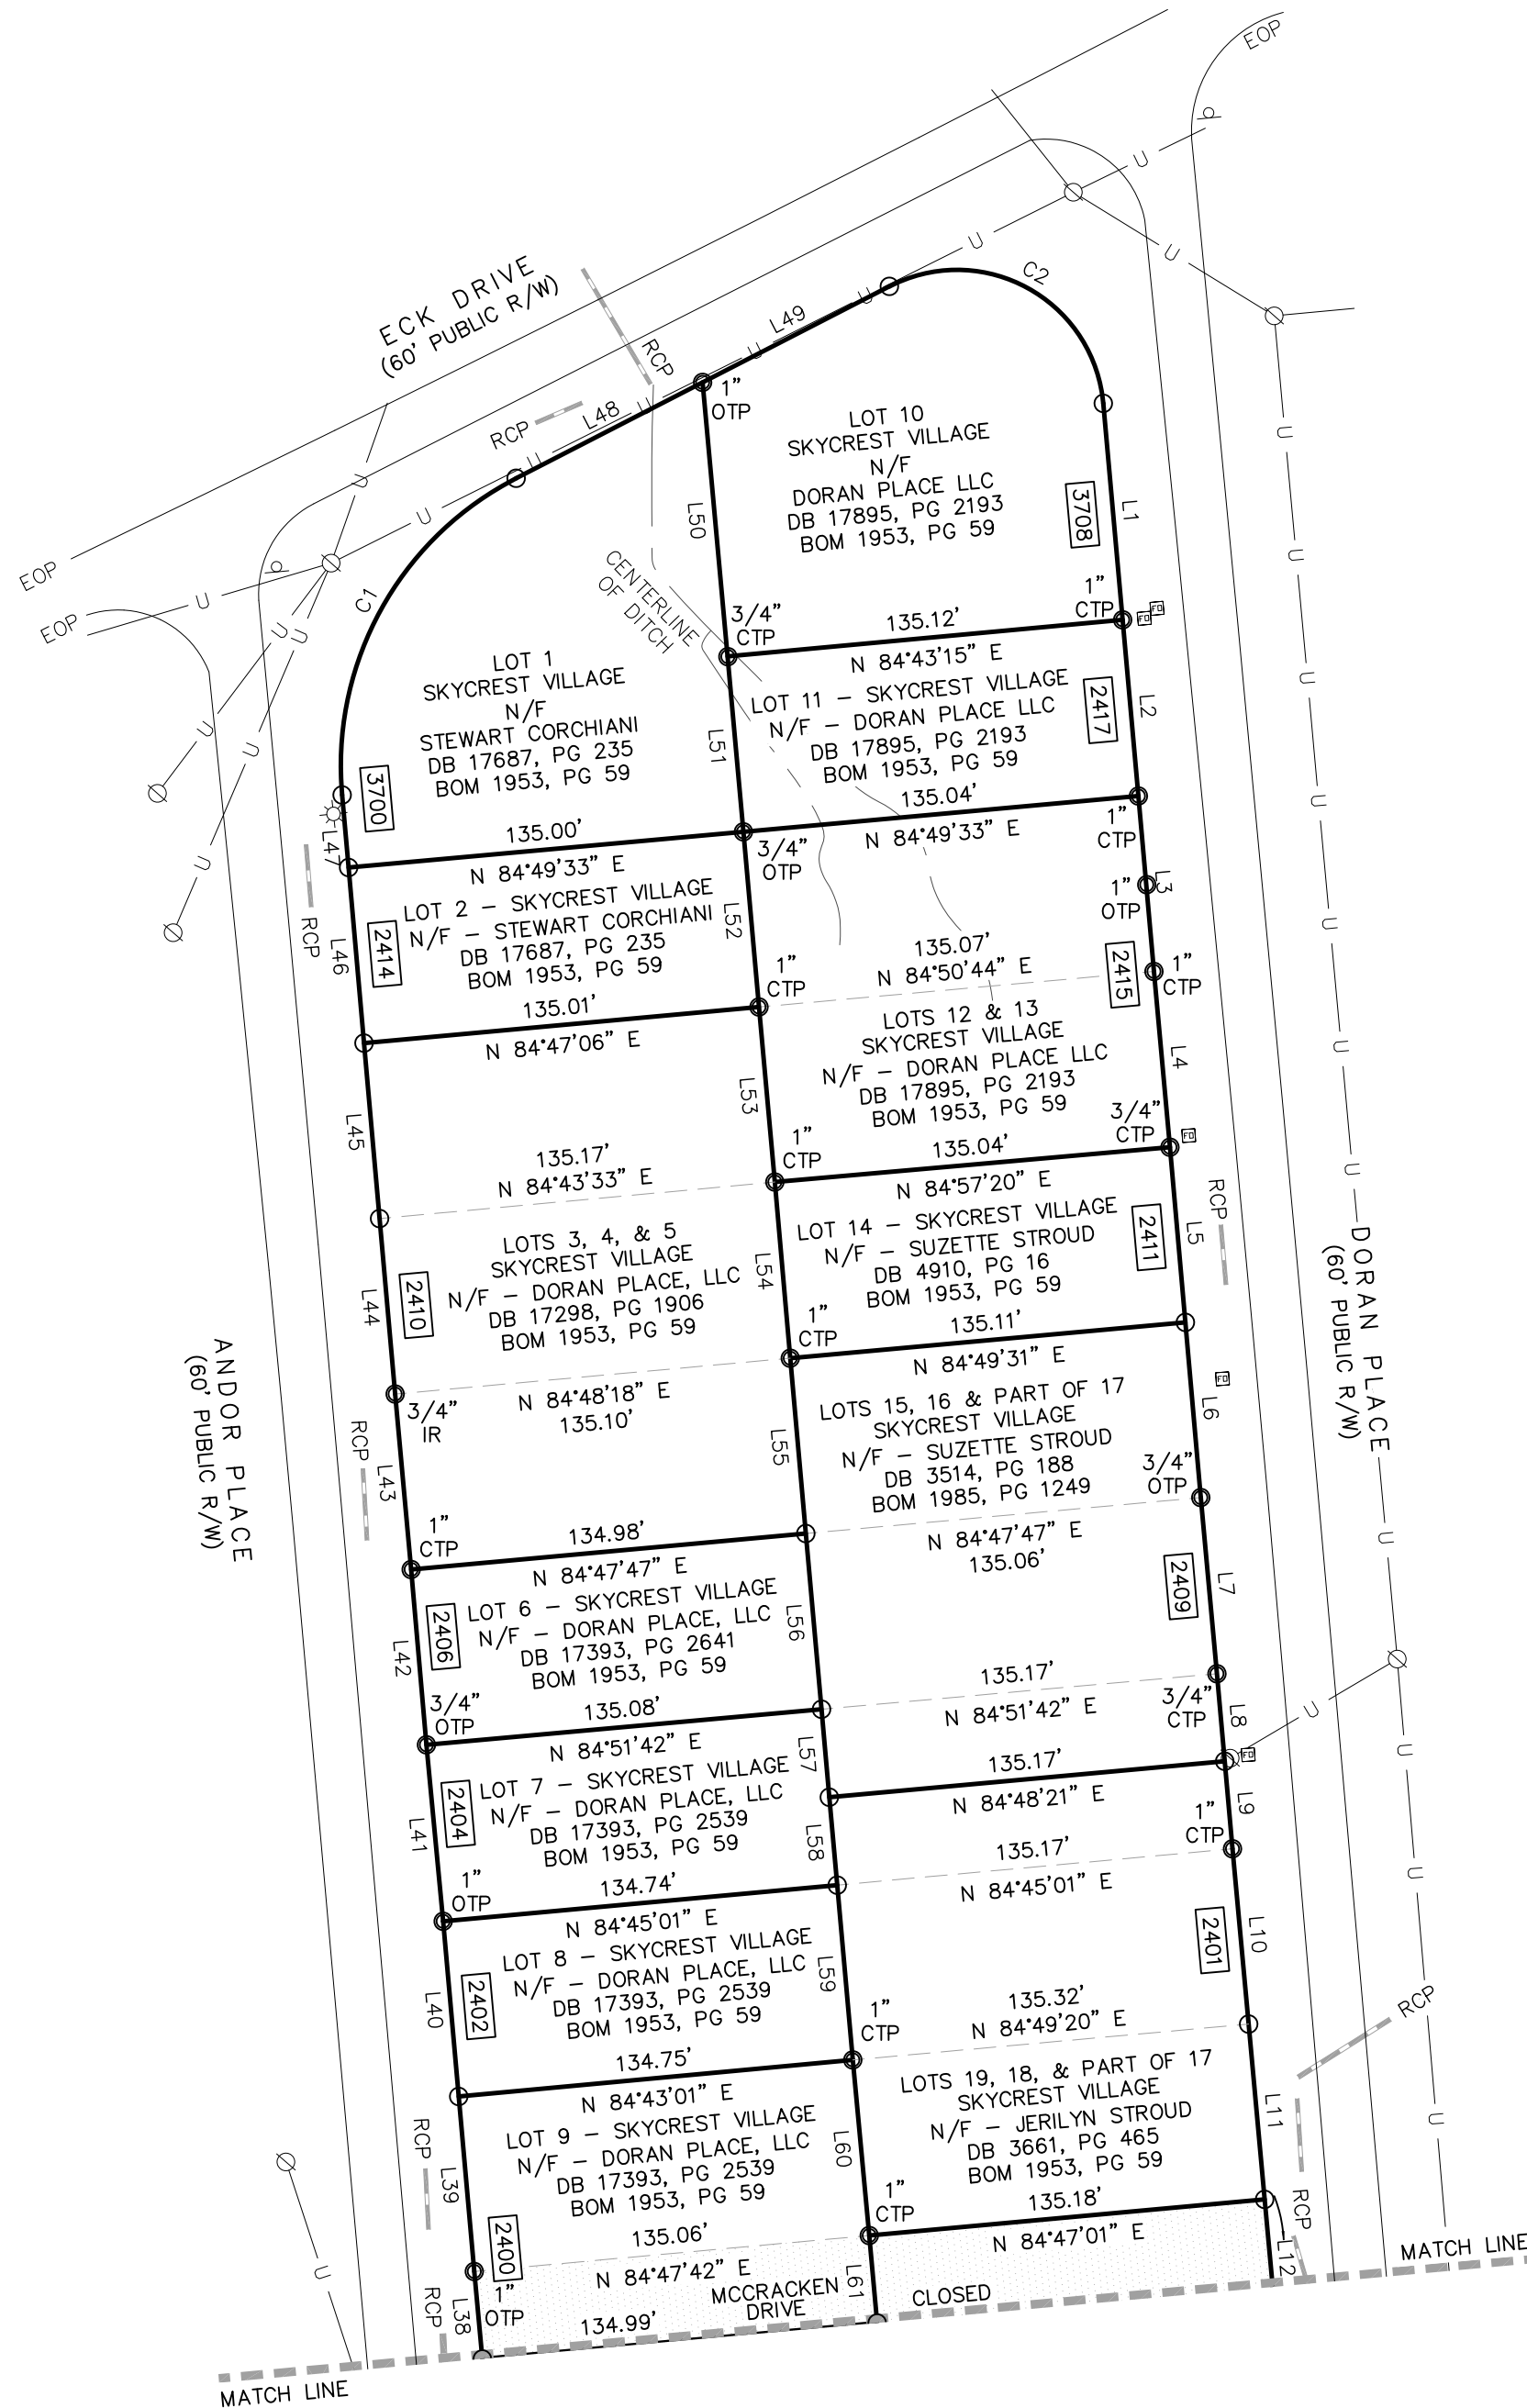 EOP
d
U
U
U
U
C2
ECK DRIVE
(60' PUBLIC R/W)
L49
U
U
RCP
1"
OTP
L48
U
RCP
U
U
U
U
EOP
d
U
EOP
U
U
U
C1
LOT 10
SKYCREST VILLAGE
N/F
DORAN PLACE LLC
DB 17895, PG 2193
BOM 1953, PG 59
3708
L1
L50
CENTERLINE
OF DITCH
1"
CTP
FO
FO
3/4"
CTP
135.12'
N 84°43'15" E
LOT 1
SKYCREST VILLAGE
N/F
STEWART CORCHIANI
DB 17687, PG 235
BOM 1953, PG 59
3700
LOT 11 – SKYCREST VILLAGE
N/F – DORAN PLACE LLC
DB 17895, PG 2193
BOM 1953, PG 59
2417
L2
L51
U
U
U
U
U
U
U
135.04'
N 84°49'33" E
1"
CTP
135.00'
N 84°49'33" E
3/4"
OTP
L47
RCP
LOT 2 – SKYCREST VILLAGE
N/F – STEWART CORCHIANI
DB 17687, PG 235
BOM 1953, PG 59
2414
L46
L52
1"
OTP
L3
135.07'
N 84°50'44" E
2415
1"
CTP
1"
CTP
135.01'
N 84°47'06" E
LOTS 12 & 13
SKYCREST VILLAGE
N/F – DORAN PLACE LLC
DB 17895, PG 2193
BOM 1953, PG 59
L4
L53
L45
3/4"
CTP
FO
1"
CTP
135.04'
N 84°57'20" E
135.17'
N 84°43'33" E
RCP
LOT 14 – SKYCREST VILLAGE
N/F – SUZETTE STROUD
DB 4910, PG 16
BOM 1953, PG 59
2411
L5
L54
LOTS 3, 4, & 5
SKYCREST VILLAGE
N/F – DORAN PLACE, LLC
DB 17298, PG 1906
BOM 1953, PG 59
2410
L44
U
DORAN PLACE
(60' PUBLIC R/W)
ANDOR PLACE
(60' PUBLIC R/W)
1"
CTP
135.11'
N 84°49'31" E
FO
3/4"
IR
N 84°48'18" E
135.10'
LOTS 15, 16 & PART OF 17
SKYCREST VILLAGE
N/F – SUZETTE STROUD
DB 3514, PG 188
BOM 1985, PG 1249
L6
L55
RCP
L43
3/4"
OTP
N 84°47'47" E
135.06'
1"
CTP
134.98'
N 84°47'47" E
U
LOT 6 – SKYCREST VILLAGE
N/F – DORAN PLACE, LLC
DB 17393, PG 2641
BOM 1953, PG 59
2406
L42
L56
2409
L7
135.17'
N 84°51'42" E
3/4"
CTP
L8
U
U
FO
3/4"
OTP
135.08'
N 84°51'42" E
LOT 7 – SKYCREST VILLAGE
N/F – DORAN PLACE, LLC
DB 17393, PG 2539
BOM 1953, PG 59
2404
L41
L57
135.17'
N 84°48'21" E
L9
1"
CTP
L58
135.17'
N 84°45'01" E
U
1"
OTP
134.74'
N 84°45'01" E
LOT 8 – SKYCREST VILLAGE
N/F – DORAN PLACE, LLC
DB 17393, PG 2539
BOM 1953, PG 59
2402
L40
L59
2401
L10
1"
CTP
135.32'
N 84°49'20" E
RCP
134.75'
N 84°43'01" E
LOTS 19, 18, & PART OF 17
SKYCREST VILLAGE
N/F – JERILYN STROUD
DB 3661, PG 465
BOM 1953, PG 59
L11
U
LOT 9 – SKYCREST VILLAGE
N/F – DORAN PLACE, LLC
DB 17393, PG 2539
BOM 1953, PG 59
RCP
L39
L60
U
1"
CTP
135.18'
N 84°47'01" E
RCP
L12
2400
135.06'
N 84°47'42" E
1"
OTP
RCP
L38
MCCRACKEN
DRIVE
L61
CLOSED
134.99'
MATCH LINE
MATCH LINE